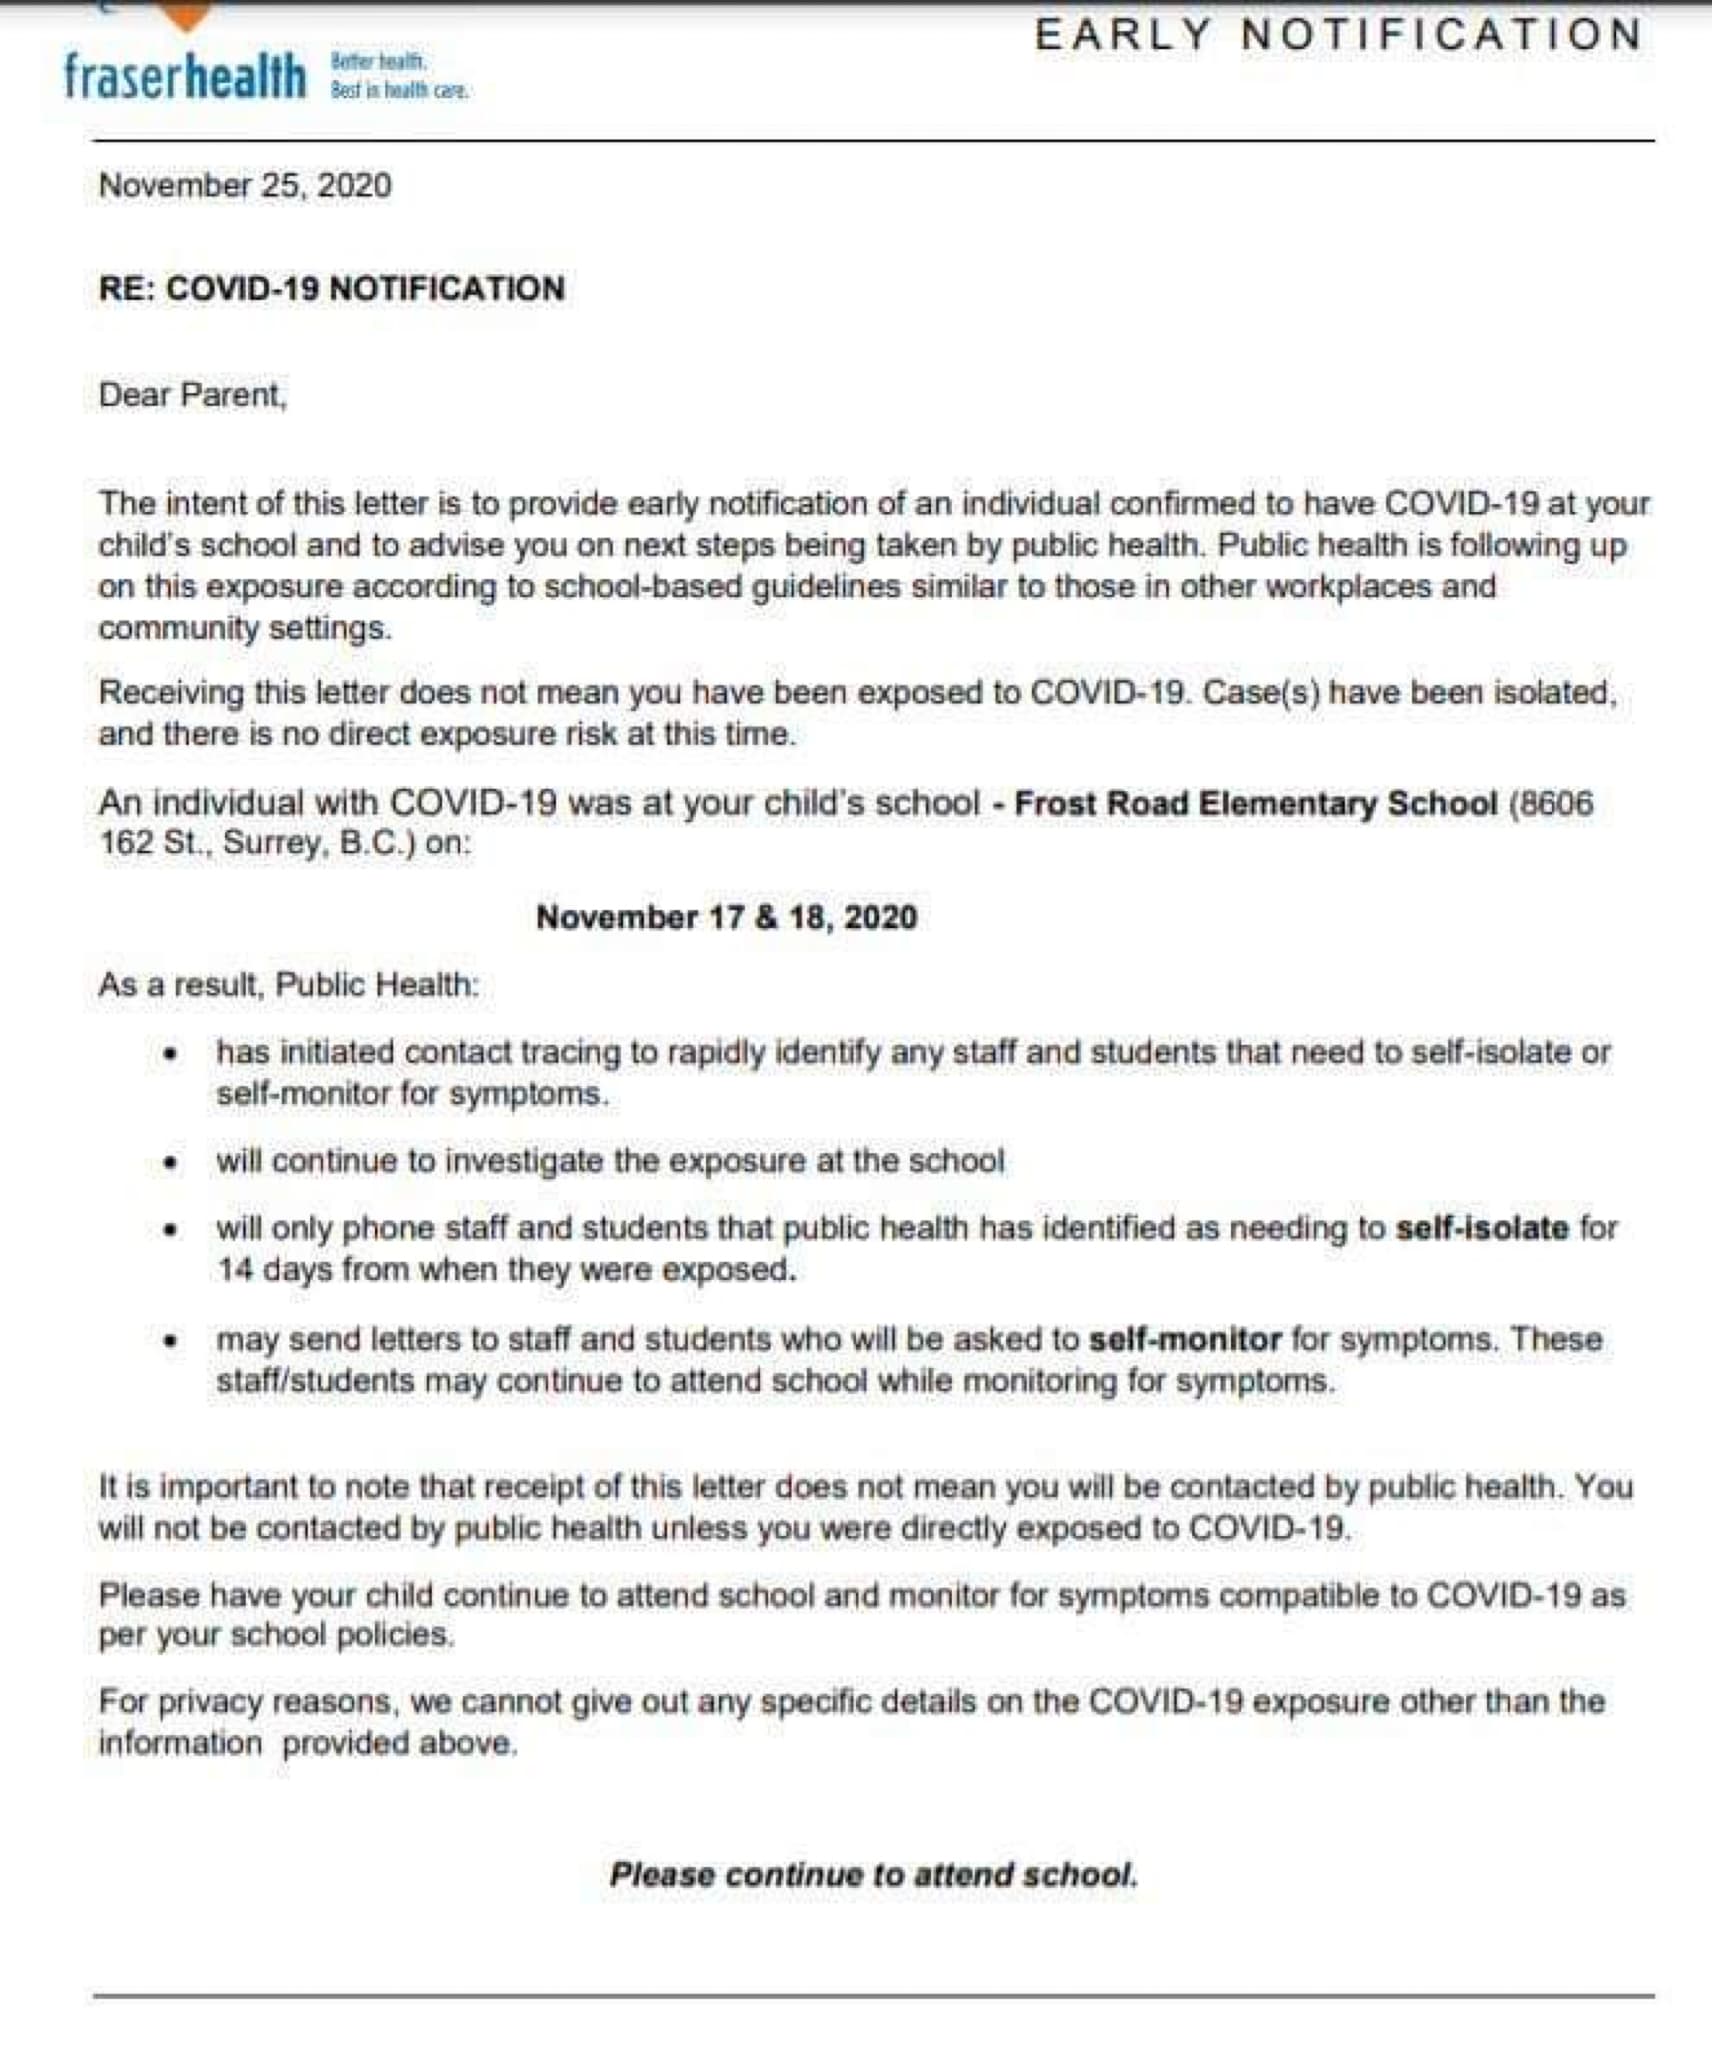 EARLY NOTIFICATION
fraserhealth Better health.
Best in health care.
November 25, 2020
RE: COVID-19 NOTIFICATION
Dear Parent,
The intent of this letter is to provide early notification of an individual confirmed to have COVID-19 at your
child's school and to advise you on next steps being taken by public health. Public health is following up
on this exposure according to school-based guidelines similar to those in other workplaces and
community settings.
Receiving this letter does not mean you have been exposed to COVID-19. Case(s) have been isolated,
and there is no direct exposure risk at this time.
An individual with COVID-19 was at your child's school - Frost Road Elementary School (8606
162 St., Surrey, B.C.) on:
November 17 & 18, 2020
As a result, Public Health:
• has initiated contact tracing to rapidly identify any staff and students that need to self-isolate or
self-monitor for symptoms.
• will continue to investigate the exposure at the school
• will only phone staff and students that public health has identified as needing to self-isolate for
14 days from when they were exposed.
• may send letters to staff and students who will be asked to self-monitor for symptoms. These
staff/students may continue to attend school while monitoring for symptoms.
It is important to note that receipt of this letter does not mean you will be contacted by public health. You
will not be contacted by public health unless you were directly exposed to COVID-19.
Please have your child continue to attend school and monitor for symptoms compatible to COVID-19 as
per your school policies.
For privacy reasons, we cannot give out any specific details on the COVID-19 exposure other than the
information provided above.
Please continue to attend school.